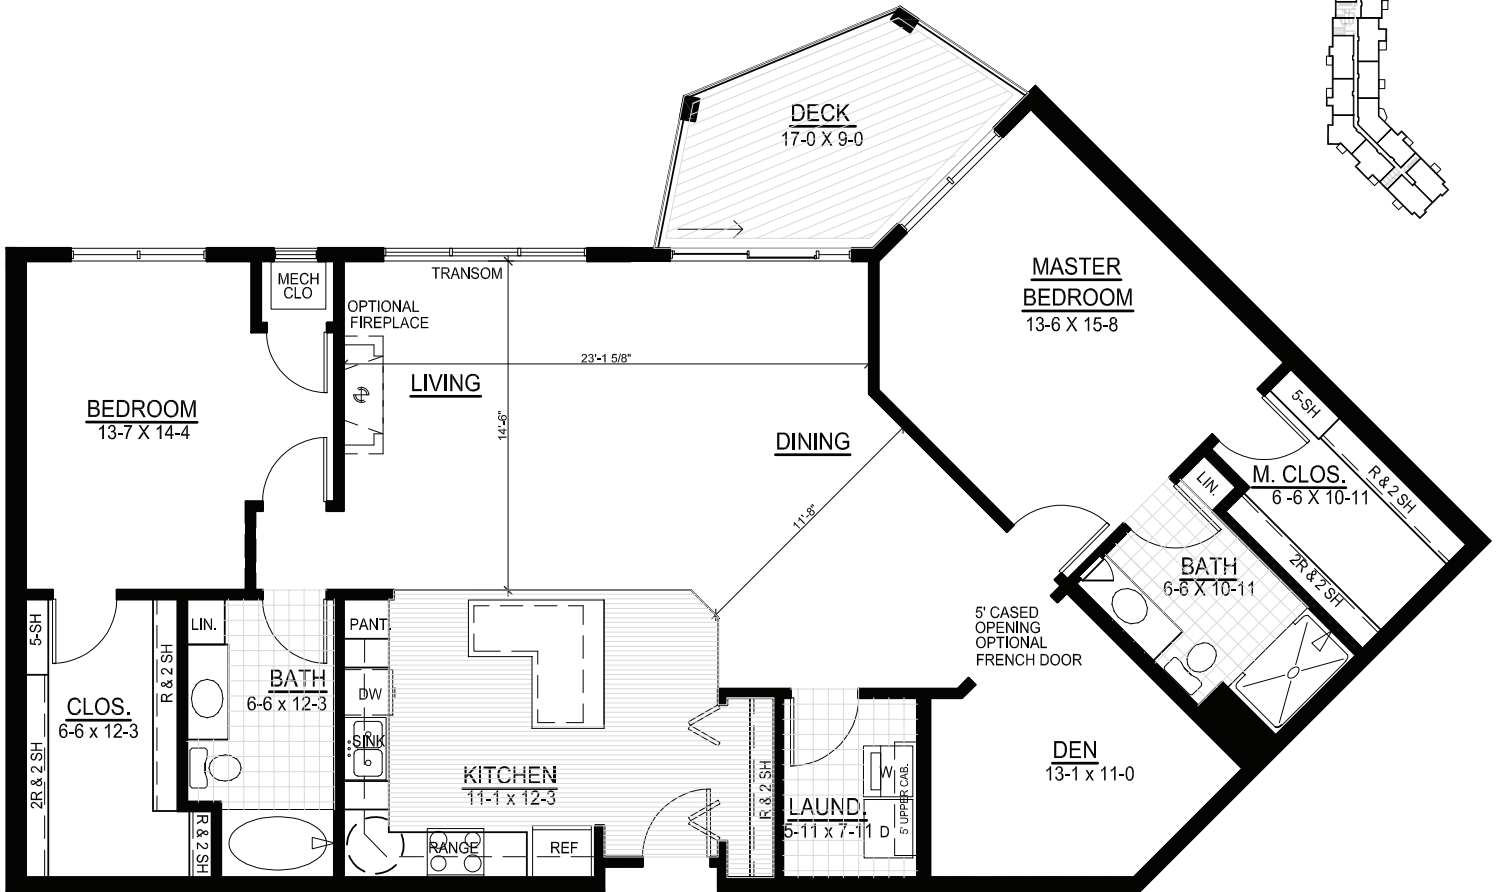 DECK
17-0 X 9-0
TRANSOM
MECH
CLO
OPTIONAL
FIREPLACE
MASTER
BEDROOM
13-6 X 15-8
23'-1 5/8"
LIVING
14'-6"
BEDROOM
13-7 X 14-4
DINING
11'-8"
5-SH
M. CLOS.
6 -6 X 10-11
R & 2 SH
LIN.
2R & 2 SH
BATH
6-6 X 10-11
5' CASED
OPENING
OPTIONAL
FRENCH DOOR
5-SH
R & 2 SH
CLOS.
6-6 x 12-3
2R & 2 SH
R & 2 SH
LIN.
BATH
6-6 x 12-3
PANT.
DW
SINK
KITCHEN
11-1 x 12-3
RANGE
REF
R & 2 SH
LAUND.
5-11 x 7-11
W
D
5' UPPER CAB.
DEN
13-1 x 11-0